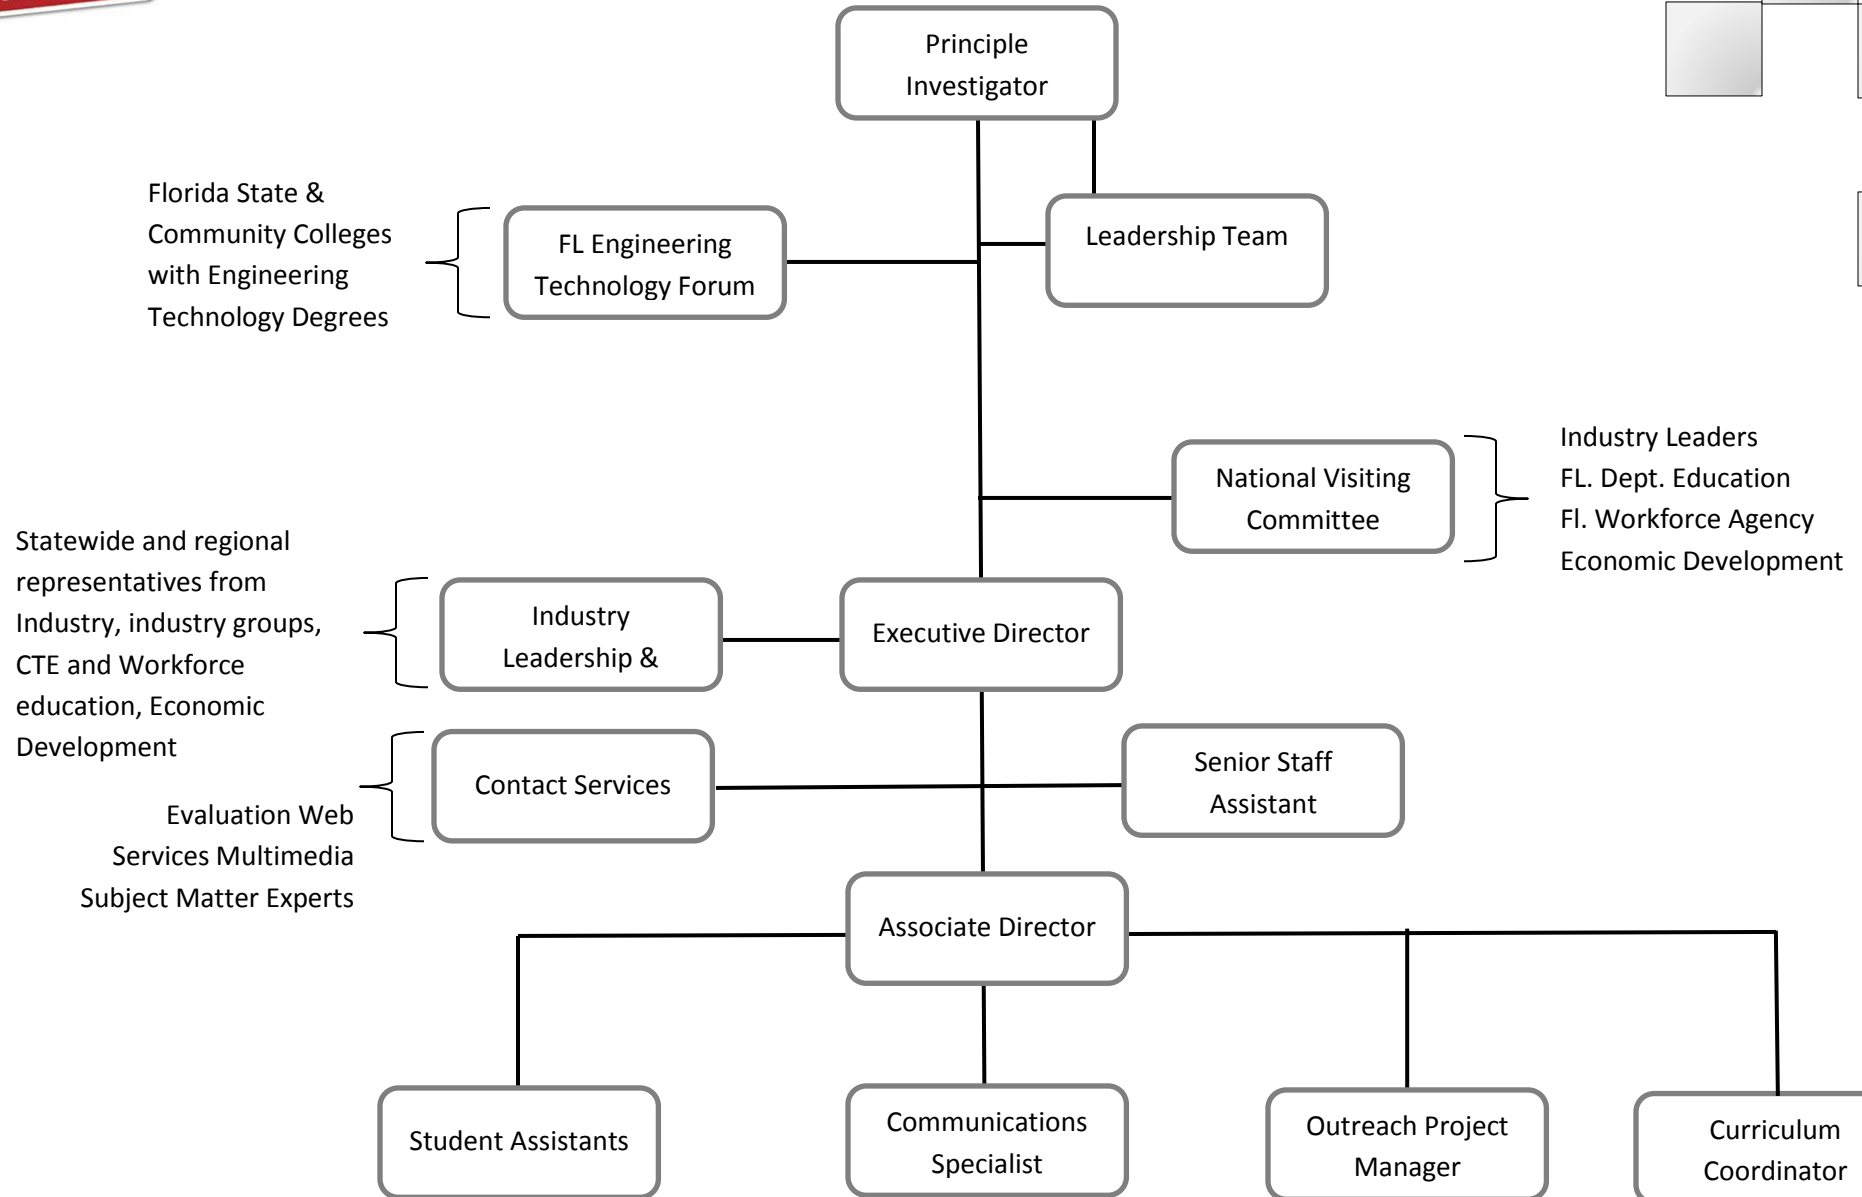 Principle
Investigator
Florida State &
Community Colleges
with Engineering
Technology Degrees
FL Engineering
Technology Forum
Leadership Team
National Visiting
Committee
Industry Leaders
FL. Dept. Education
Fl. Workforce Agency
Economic Development
Statewide and regional
representatives from
Industry, industry groups,
CTE and Workforce
education, Economic
Development
Industry
Leadership &
Executive Director
Contact Services
Senior Staff
Assistant
Evaluation Web
Services Multimedia
Subject Matter Experts
Associate Director
Student Assistants
Communications
Specialist
Outreach Project
Manager
Curriculum
Coordinator